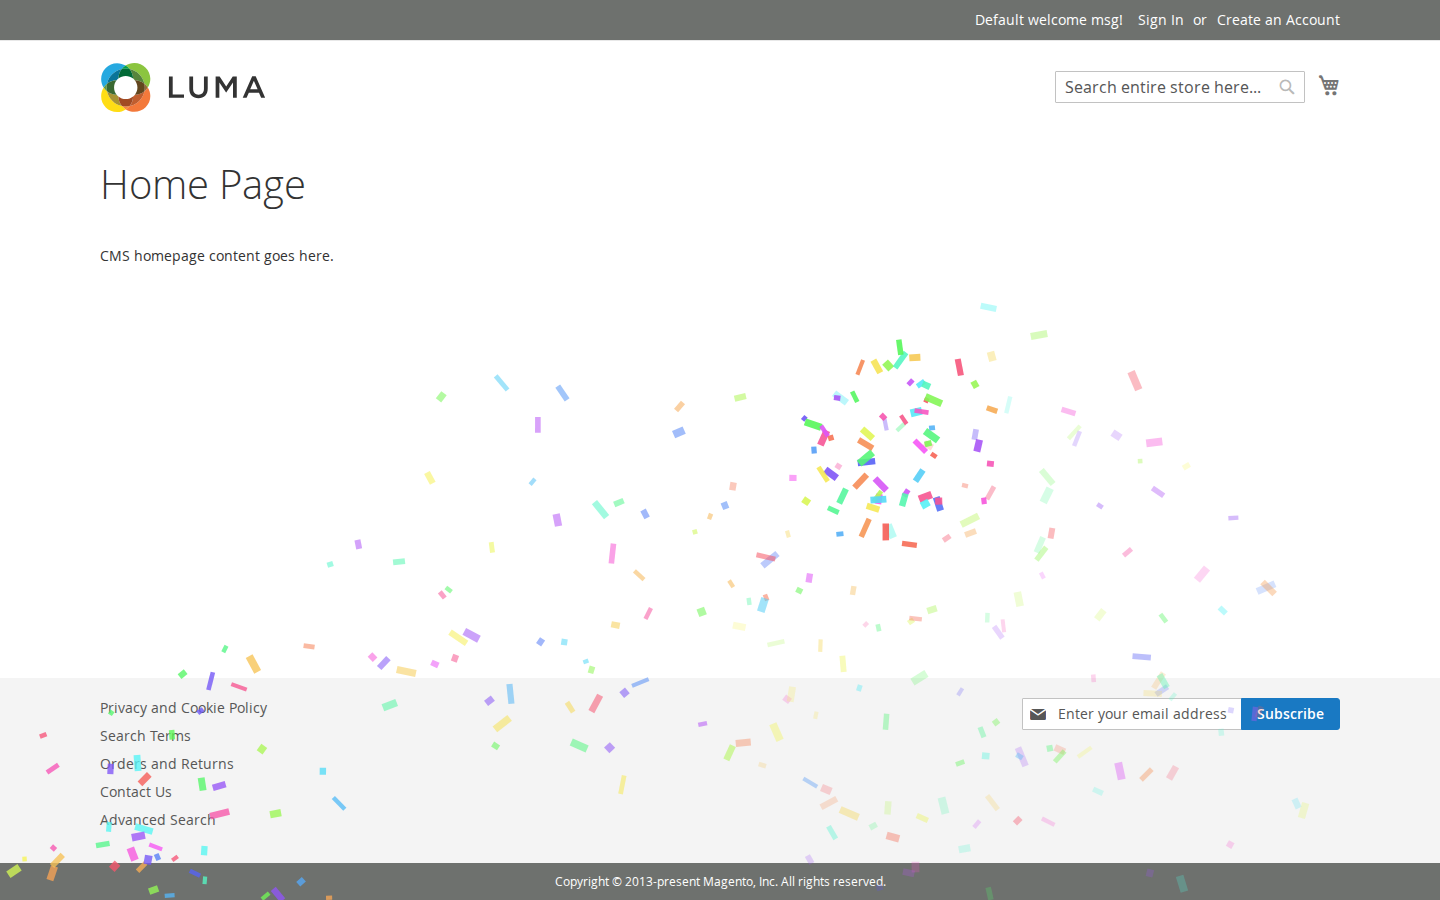 Default welcome msg! Sign In or Create an Account
LUMA
Search entire store here...
Home Page
CMS homepage content goes here.
Privacy and Cookie Policy
Search Terms
Orders and Returns
Contact Us
Advanced Search
Enter your email address
Subscribe
Copyright © 2013-present Magento, Inc. All rights reserved.